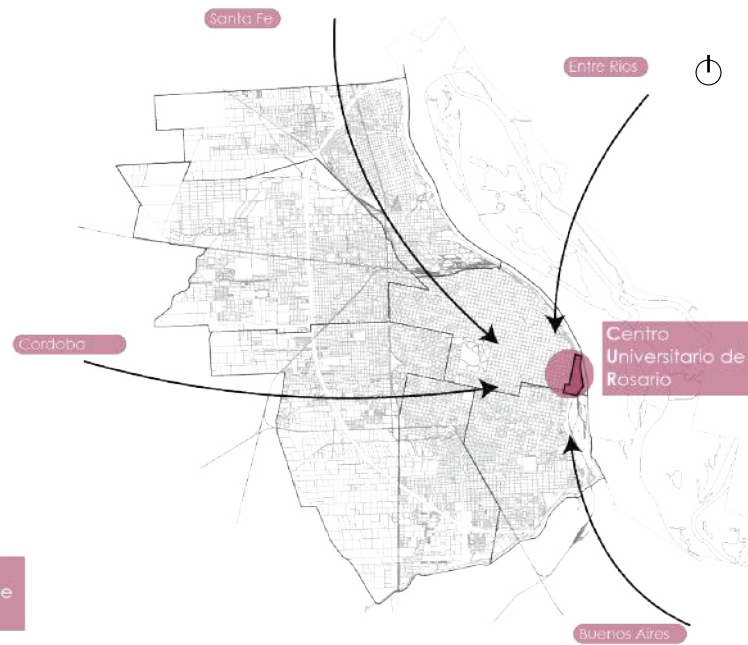 Santa Fe
Entre Rios
Centro
Universitario de
Rosario
Cordoba
e
Buenos Aires